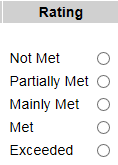 Rating
Not Met
Partially Met
Mainly Met
Met
Exceeded